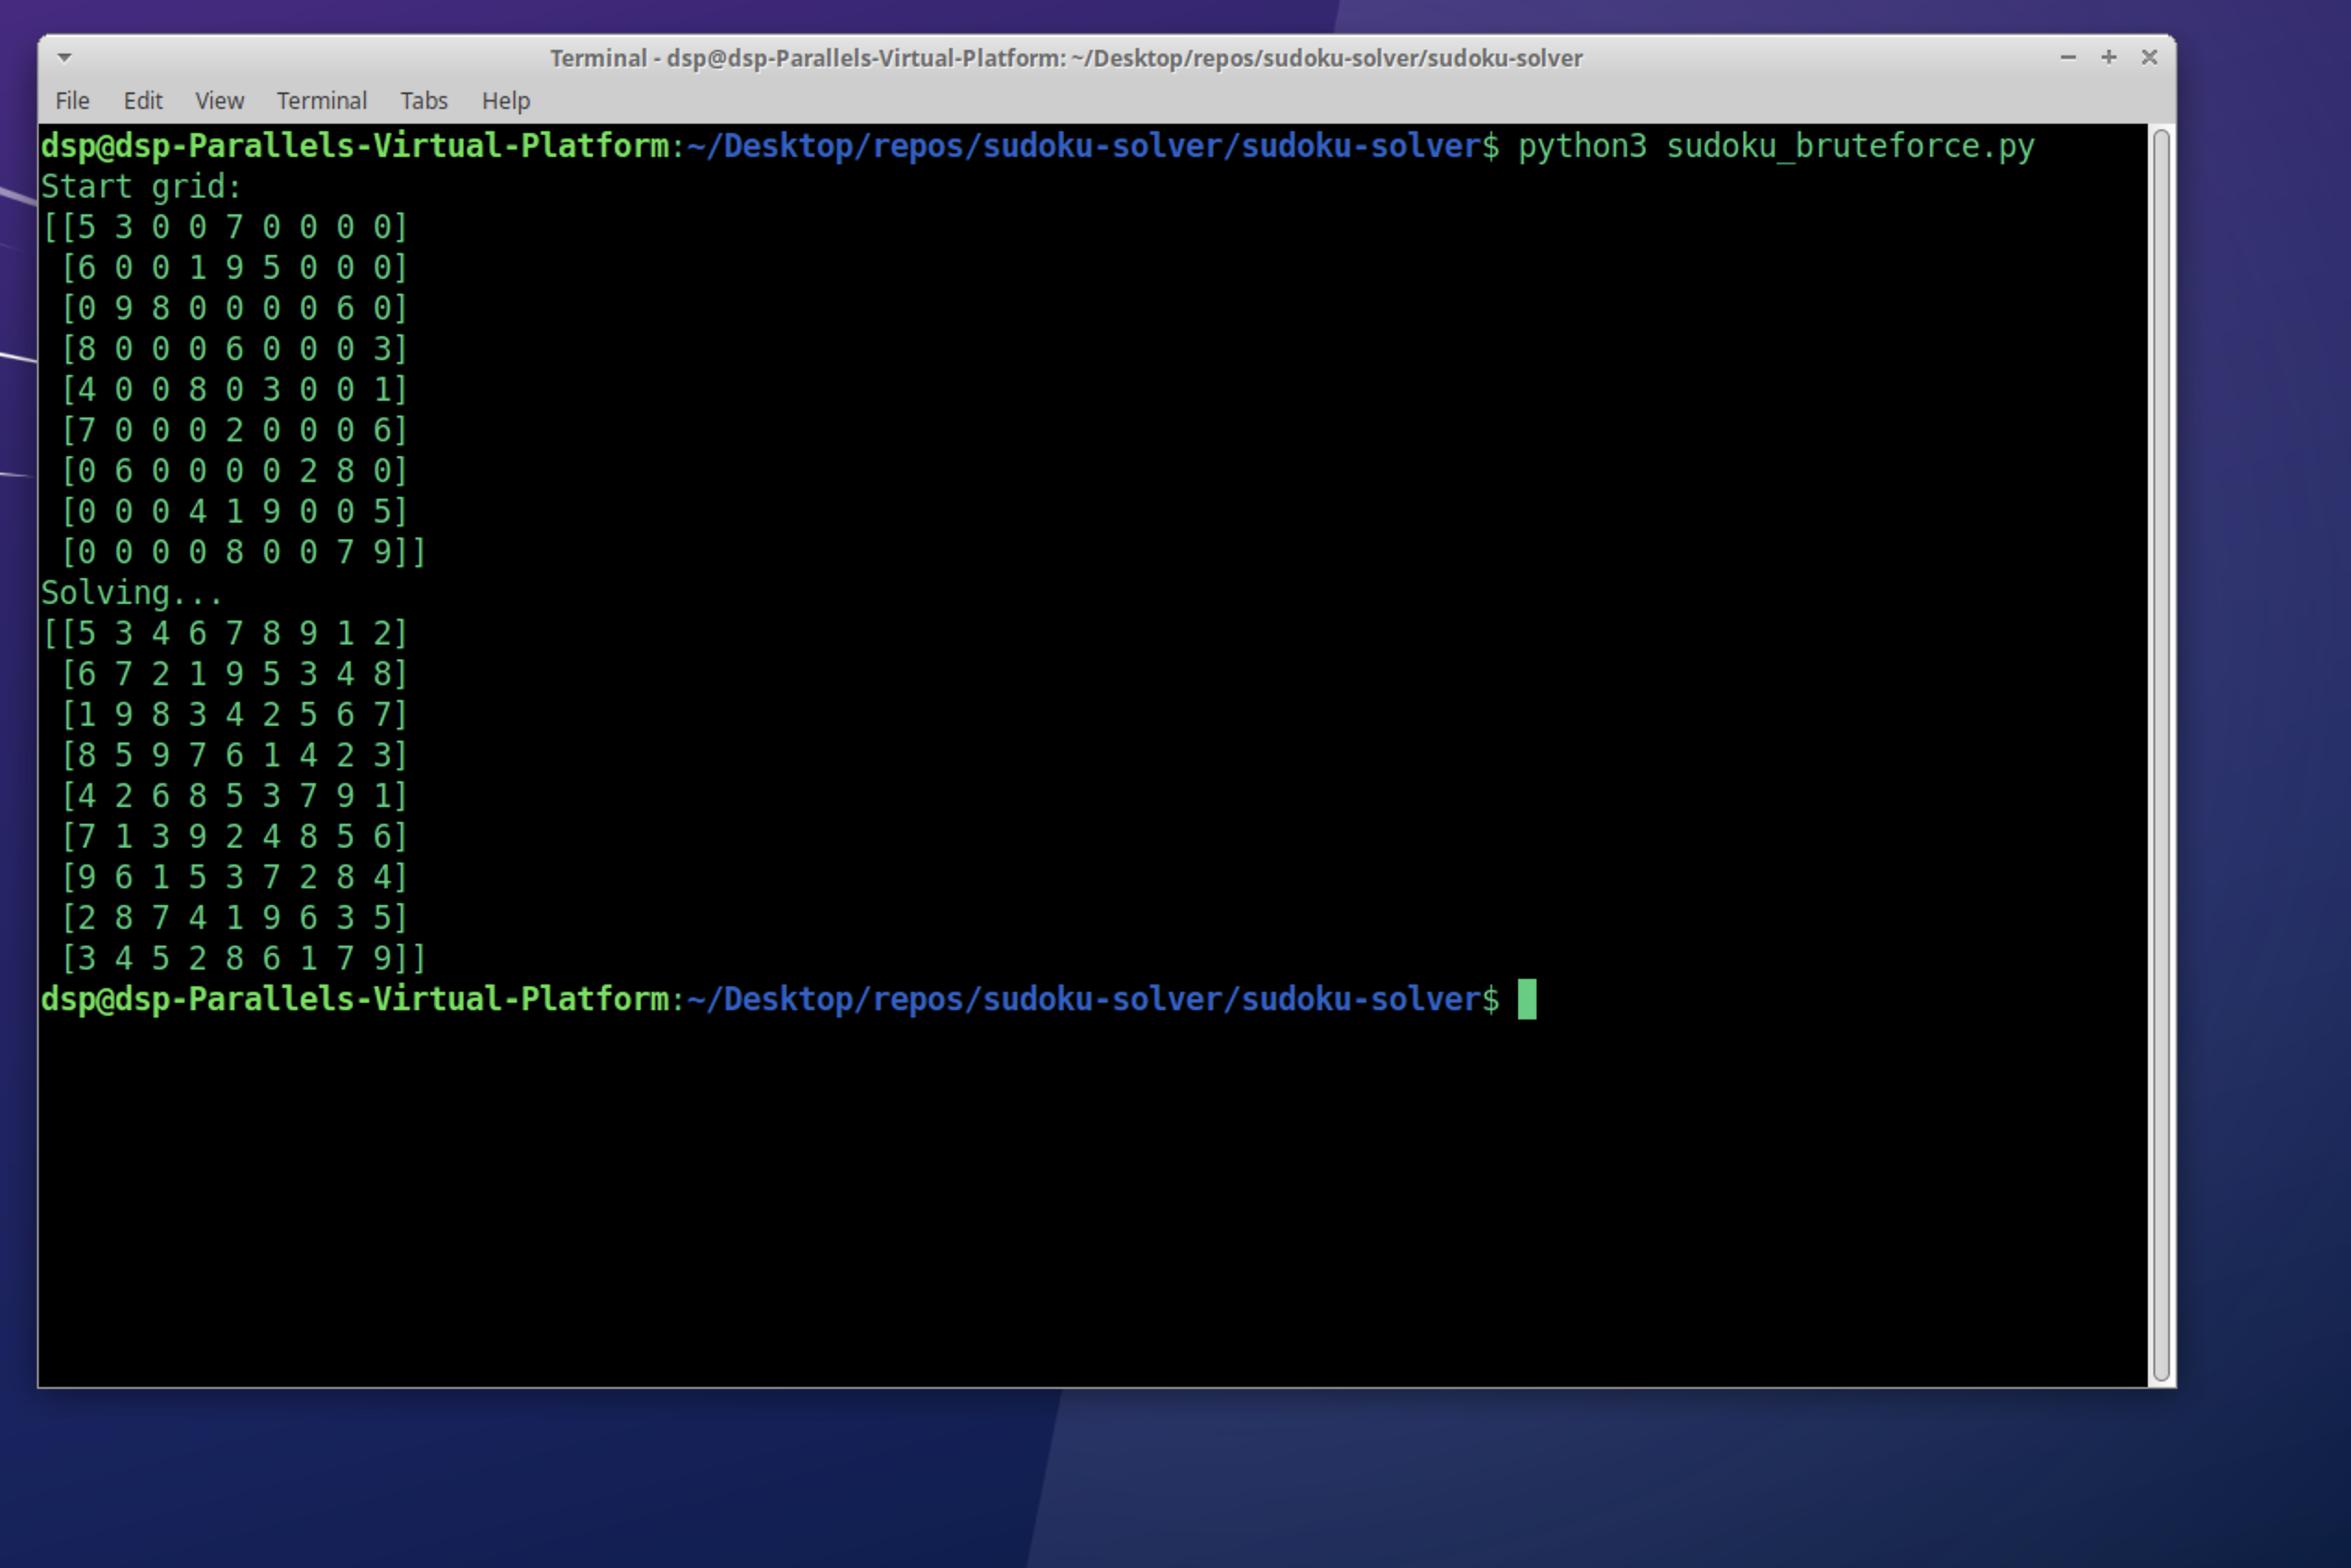 Terminal - dsp@dsp-Parallels-Virtual-Platform: ~/Desktop/repos/sudoku-solver/sudoku-solver
File Edit View Terminal Tabs Help
dsp@dsp-Parallels-Virtual-Platform:~/Desktop/repos/sudoku-solver/sudoku-solver$ python3 sudoku_bruteforce.py
Start grid:
[[5 3 0 0 7 0 0 0 0]
 [6 0 0 1 9 5 0 0 0]
 [0 9 8 0 0 0 0 6 0]
 [8 0 0 0 6 0 0 0 3]
 [4 0 0 8 0 3 0 0 1]
 [7 0 0 0 2 0 0 0 6]
 [0 6 0 0 0 0 2 8 0]
 [0 0 0 4 1 9 0 0 5]
 [0 0 0 0 8 0 0 7 9]]
Solving...
[[5 3 4 6 7 8 9 1 2]
 [6 7 2 1 9 5 3 4 8]
 [1 9 8 3 4 2 5 6 7]
 [8 5 9 7 6 1 4 2 3]
 [4 2 6 8 5 3 7 9 1]
 [7 1 3 9 2 4 8 5 6]
 [9 6 1 5 3 7 2 8 4]
 [2 8 7 4 1 9 6 3 5]
 [3 4 5 2 8 6 1 7 9]]
dsp@dsp-Parallels-Virtual-Platform:~/Desktop/repos/sudoku-solver/sudoku-solver$